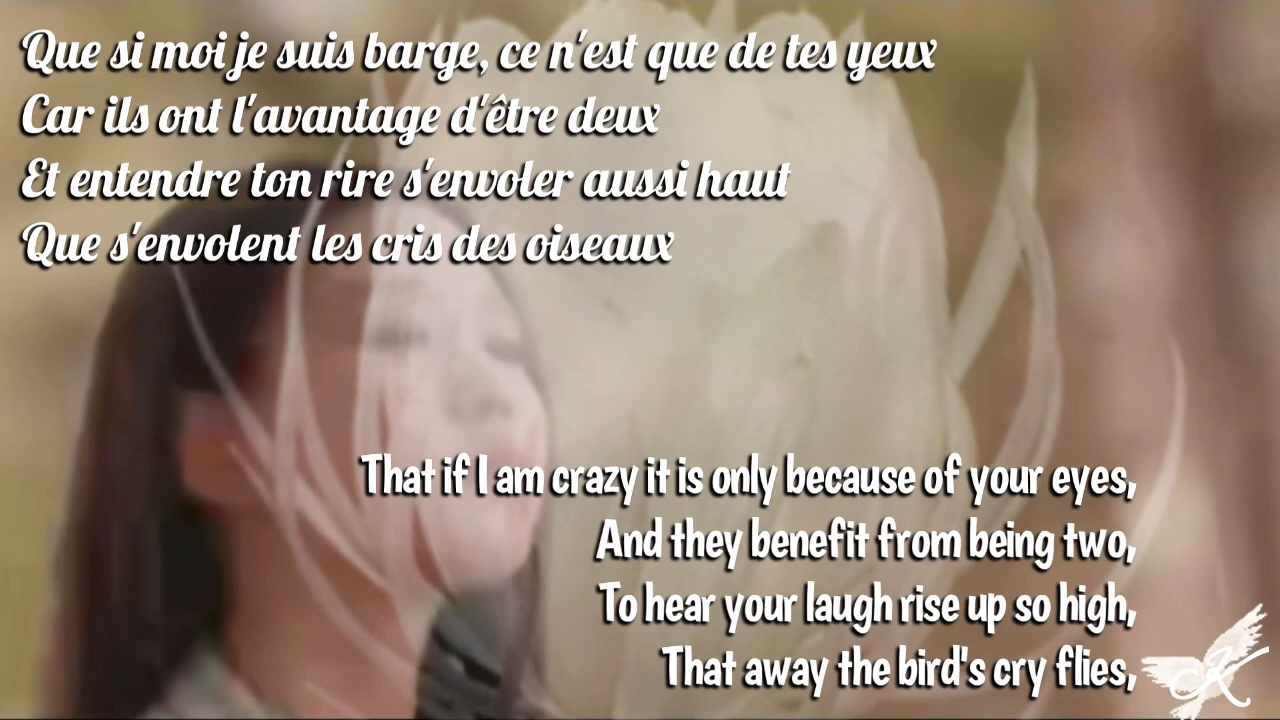 Que si moi je suis barge, ce n'est que de tes yeux
Car ils ont l'avantage d'être deux
Et entendre ton rire s'envoler aussi haut
Que s'envolent les cris des oiseaux
That if I am crazy it is only because of your eyes,
And they benefit from being two,
To hear your laugh rise up so high,
That away the bird's cry flies,
K